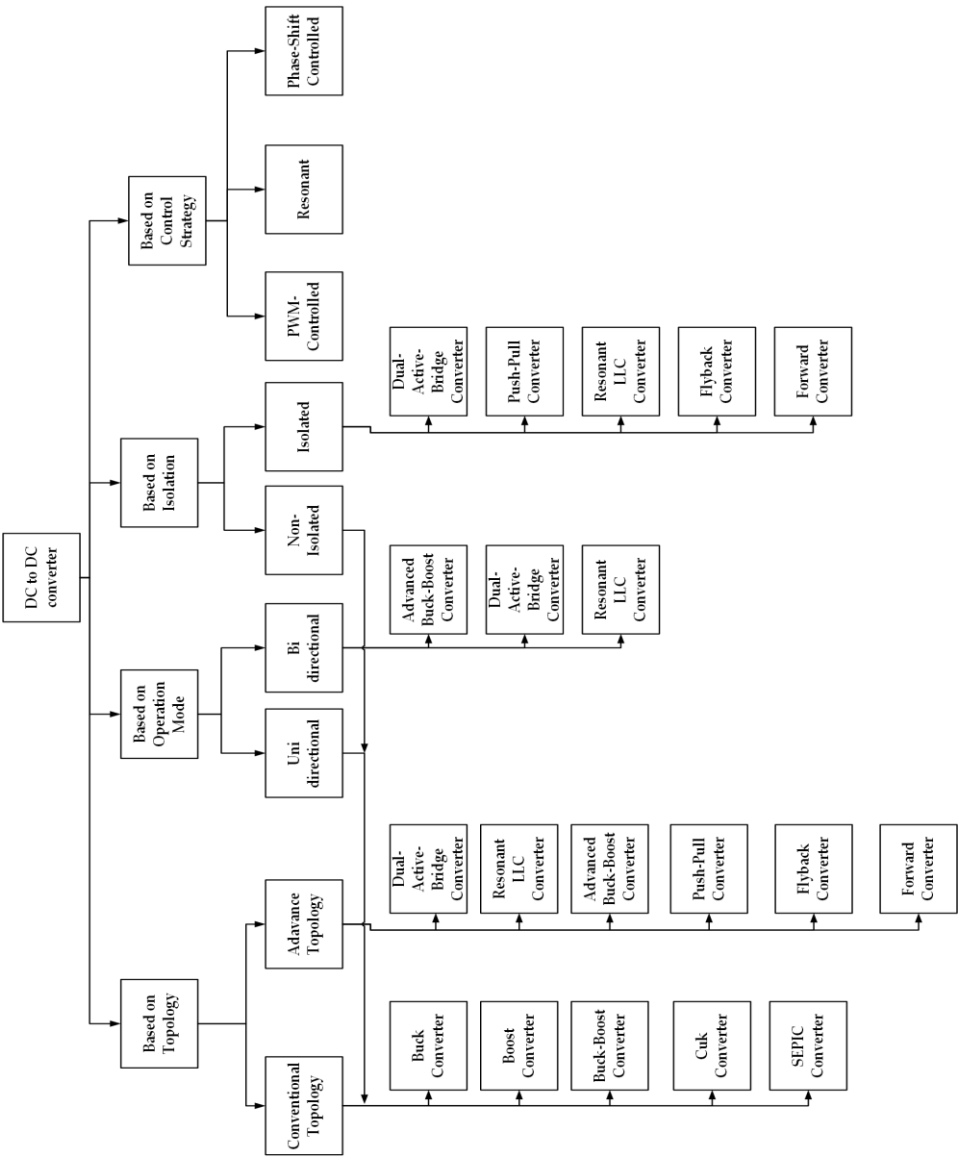 DC to DC
converter
Based on
Topology
Based on
Operation
Mode
Based on
Isolation
Based on
Control
Strategy
Conventional
Topology
Adavance
Topology
Uni
directional
Bi
directional
Non-
Isolated
Isolated
PWM-
Controlled
Resonant
Phase-Shift
Controlled
Buck
Converter
Boost
Converter
Buck-Boost
Converter
Cuk
Converter
SEPIC
Converter
Dual-
Active-
Bridge
Converter
Resonant
LLC
Converter
Advanced
Buck-Boost
Converter
Push-Pull
Converter
Flyback
Converter
Forward
Converter
Advanced
Buck-Boost
Converter
Dual-
Active-
Bridge
Converter
Resonant
LLC
Converter
Dual-
Active-
Bridge
Converter
Push-Pull
Converter
Resonant
LLC
Converter
Flyback
Converter
Forward
Converter